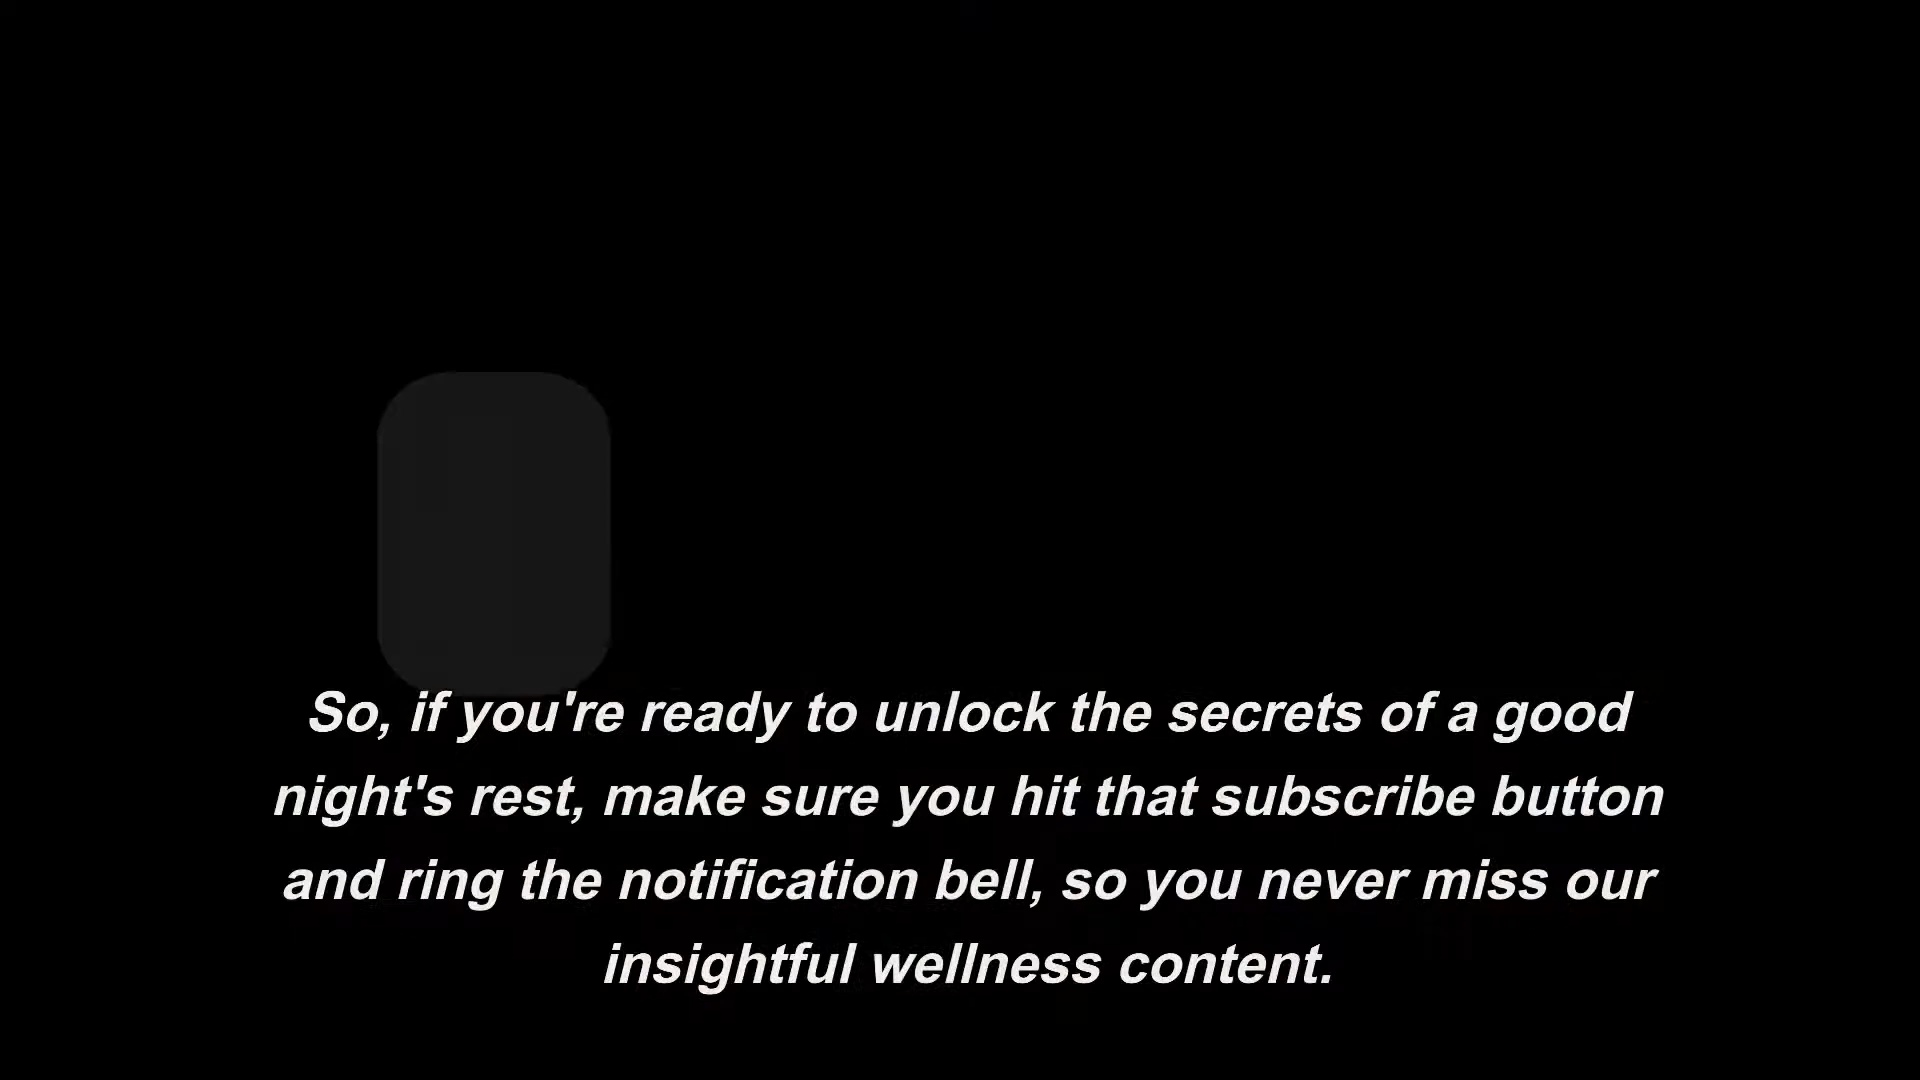 So, if you're ready to unlock the secrets of a good
night's rest, make sure you hit that subscribe button
and ring the notification bell, so you never miss our
insightful wellness content.